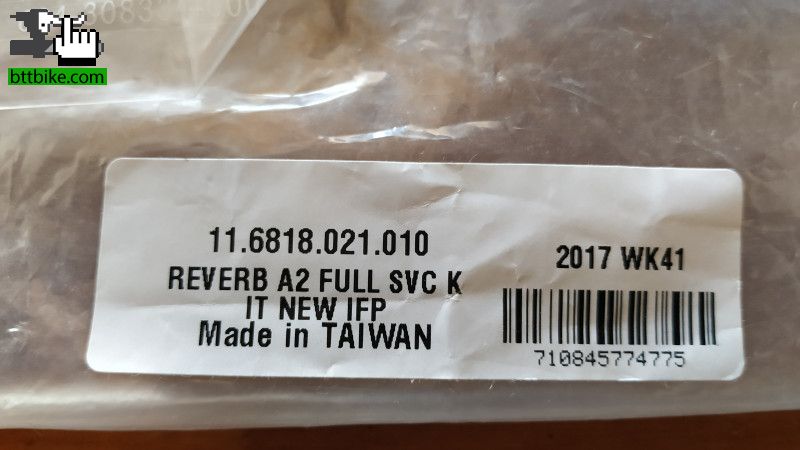 bttbike.com
11.6818.021.010
REVERB A2 FULL SVC K
IT NEW IFP
Made in TAIWAN
2017 WK41
710845774775